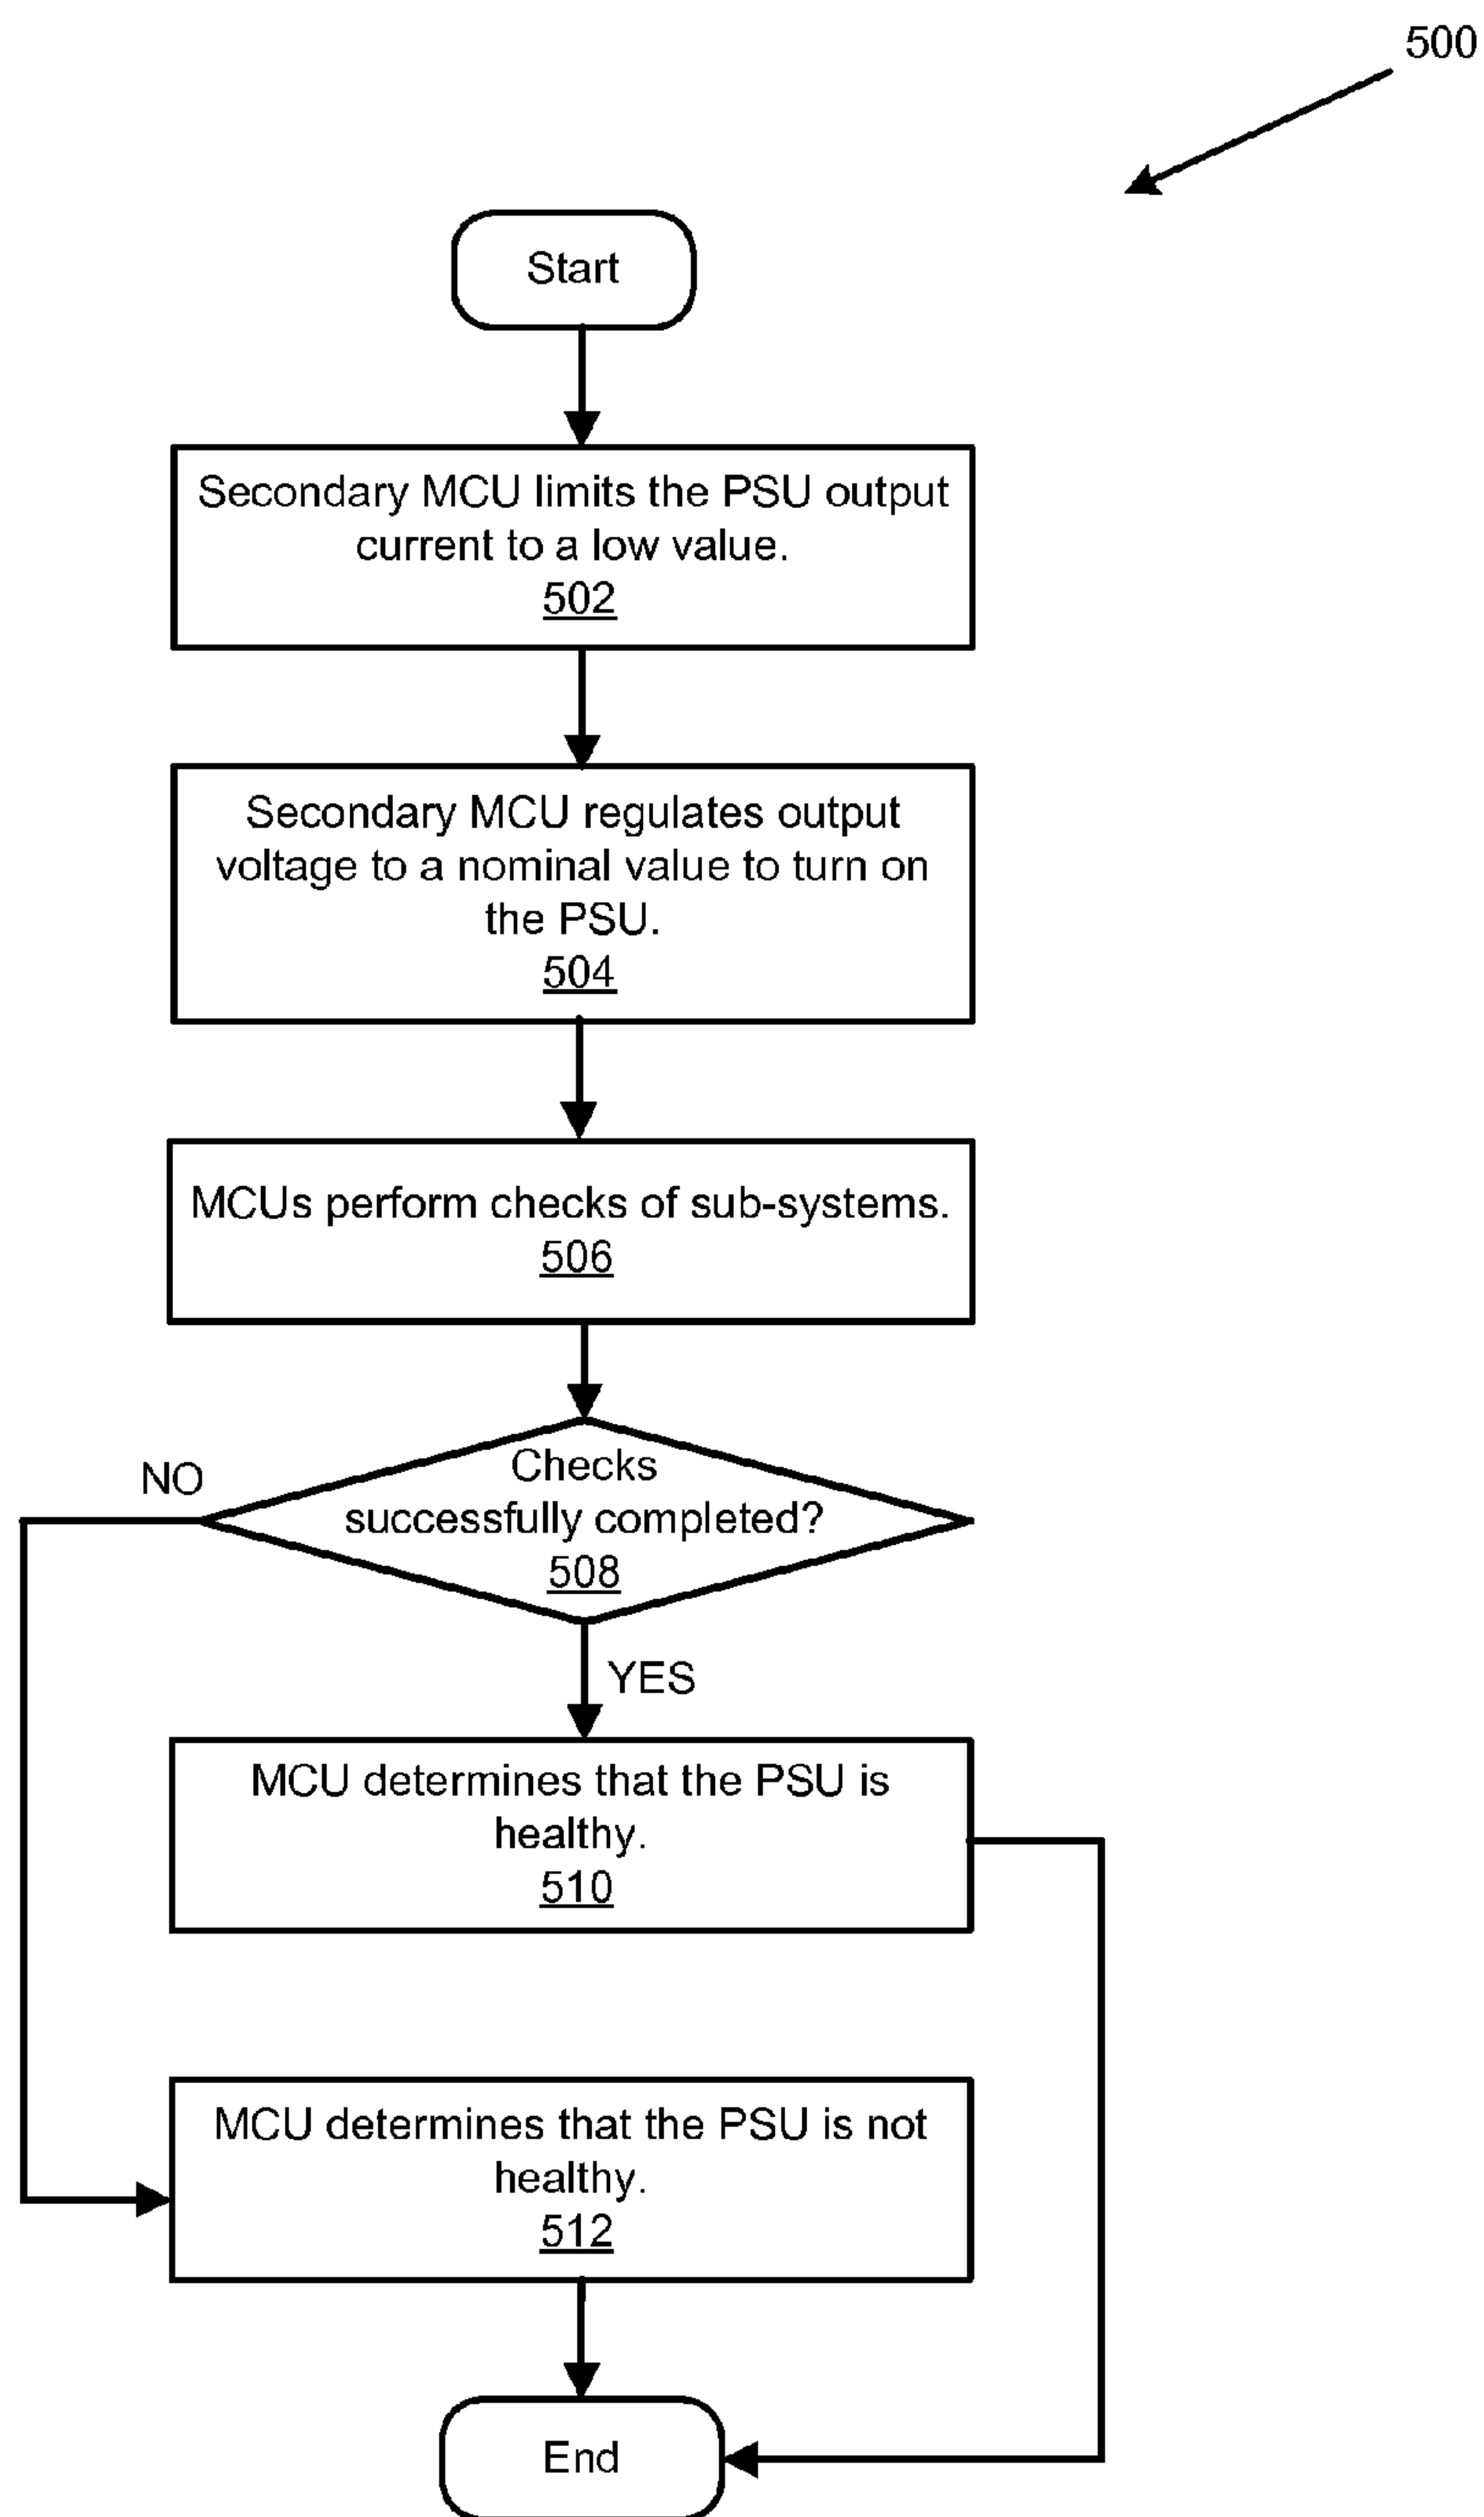 500
Start
Secondary MCU limits the PSU output
current to a low value.
502
Secondary MCU regulates output
voltage to a nominal value to turn on
the PSU.
504
MCUs perform checks of sub-systems.
506
Checks
successfully completed?
508
NO
YES
MCU determines that the PSU is
healthy.
510
MCU determines that the PSU is not
healthy.
512
End